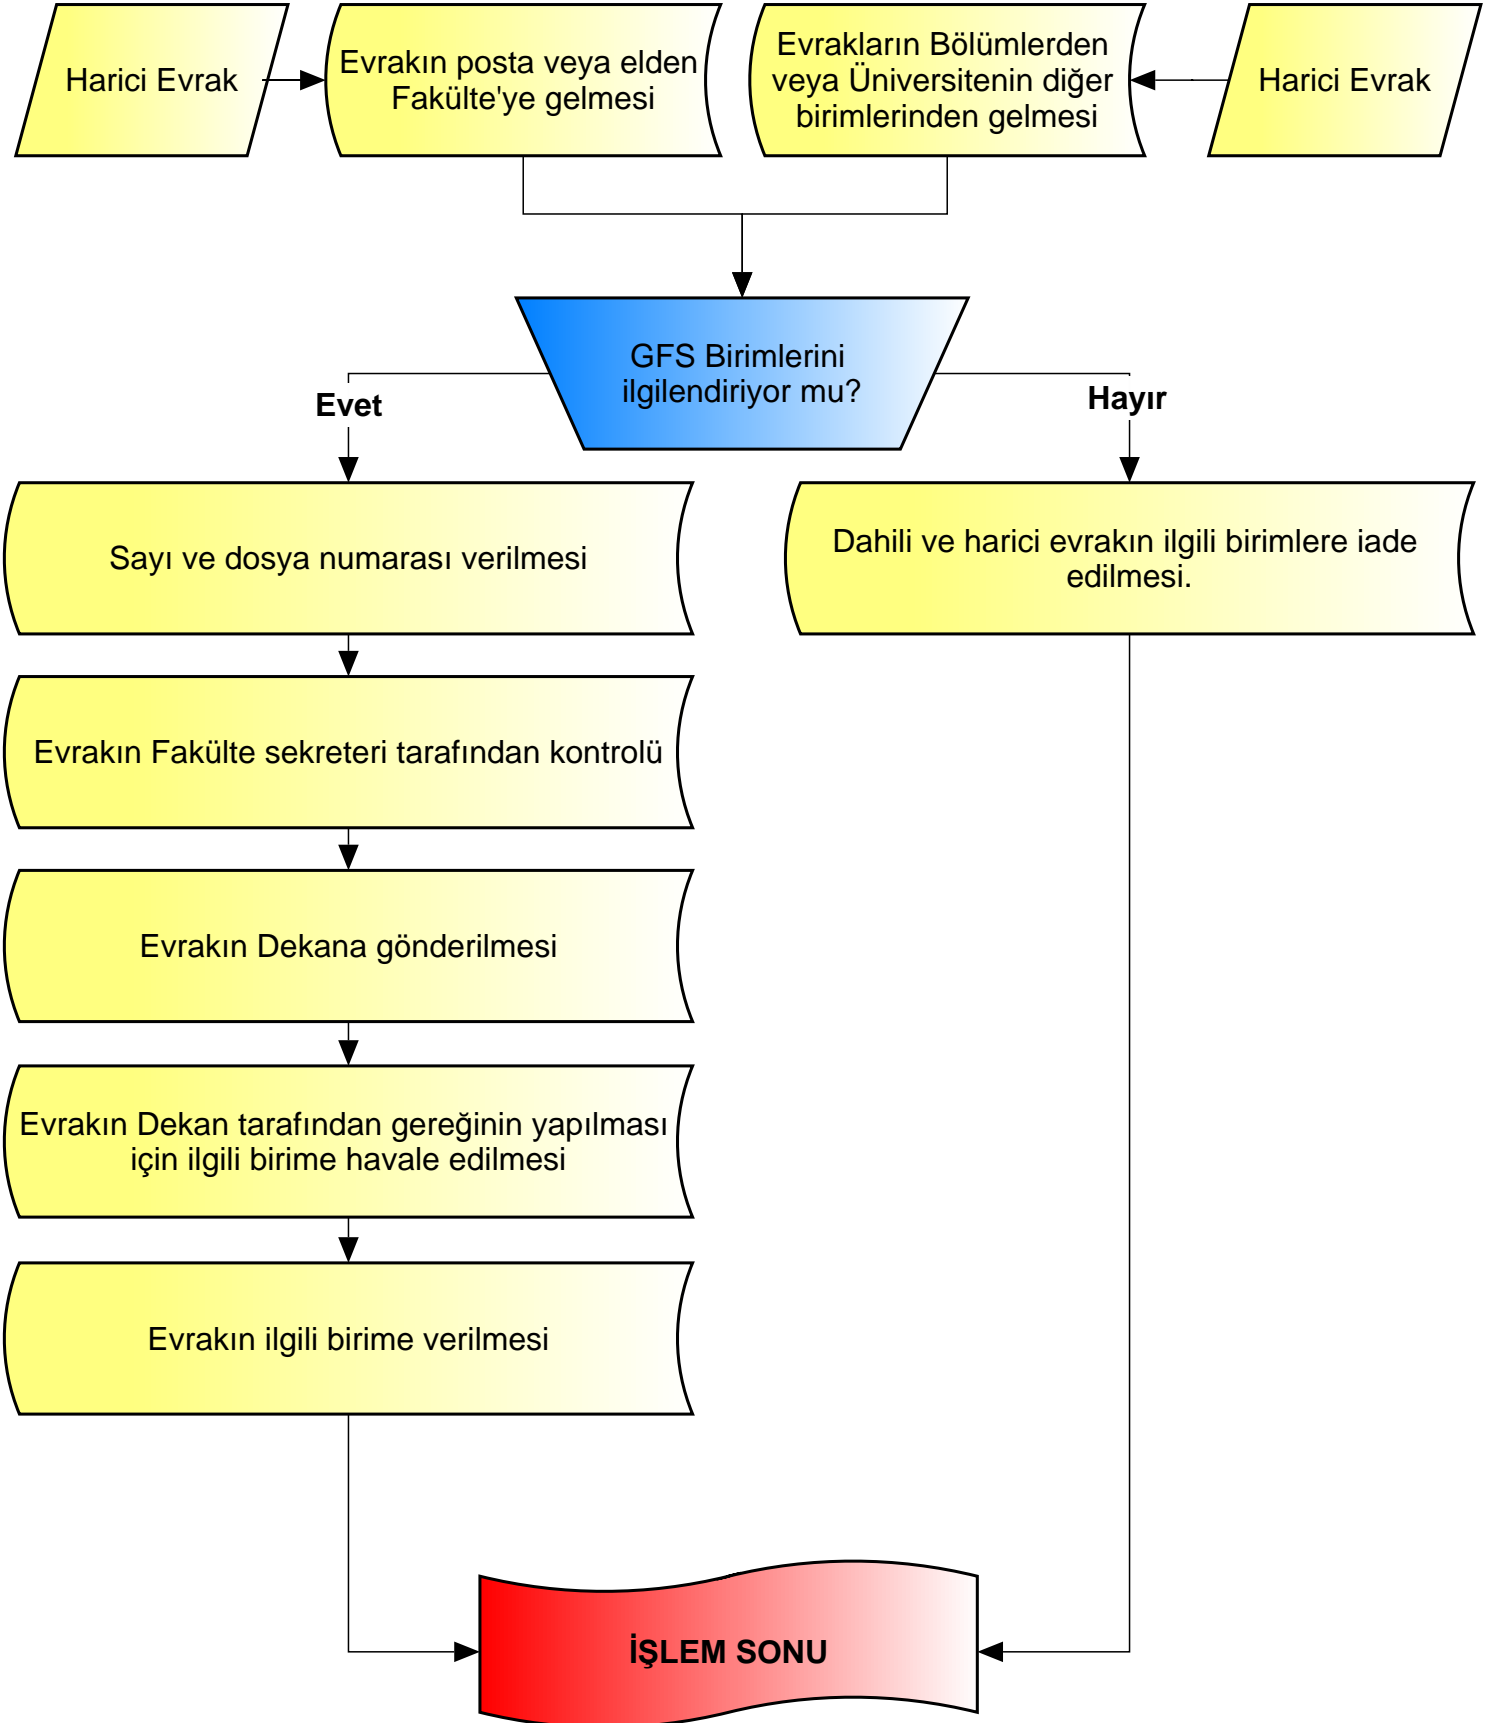 Harici Evrak
Evrakın posta veya elden
Fakülte'ye gelmesi
Evrakların Bölümlerden
veya Üniversitenin diğer
birimlerinden gelmesi
Harici Evrak
GFS Birimlerini
ilgilendiriyor mu?
Evet
Hayır
Sayı ve dosya numarası verilmesi
Dahili ve harici evrakın ilgili birimlere iade
edilmesi.
Evrakın Fakülte sekreteri tarafından kontrolü
Evrakın Dekana gönderilmesi
Evrakın Dekan tarafından gereğinin yapılması
için ilgili birime havale edilmesi
Evrakın ilgili birime verilmesi
İŞLEM SONU